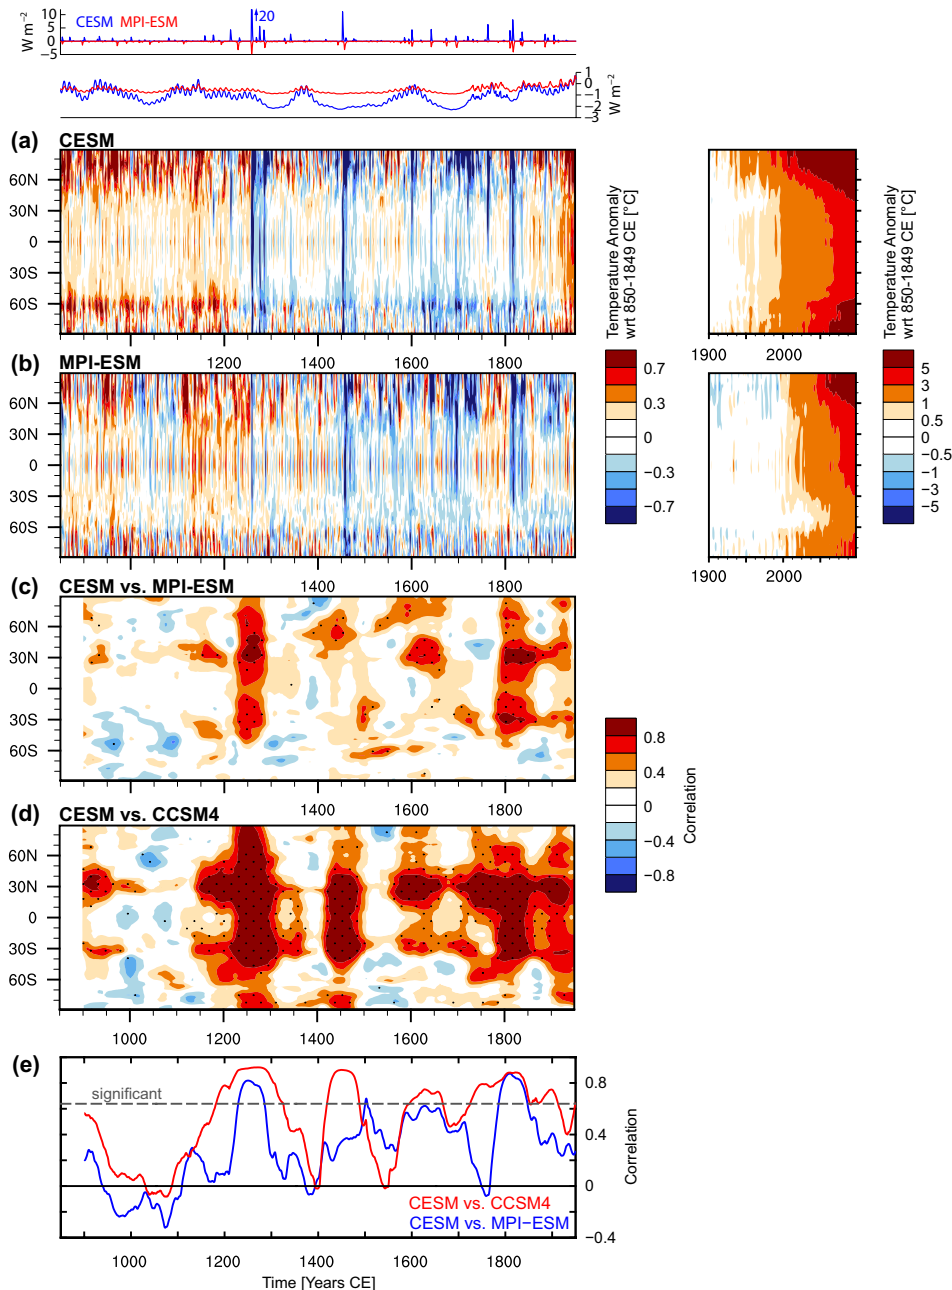 10
5
0
−5
W m⁻²
CESM MPI-ESM
20
1
0
−1
−2
−3
W m⁻²
(a) CESM
60N
30N
0
30S
60S
1900 2000
Temperature Anomaly
wrt 850-1849 CE [°C]
0.7
0.3
0
−0.3
−0.7
Temperature Anomaly
wrt 850-1849 CE [°C]
5
3
1
0.5
0
−0.5
−1
−3
−5
(b) MPI-ESM
1200 1400 1600 1800
60N
30N
0
30S
60S
1900 2000
(c) CESM vs. MPI-ESM
1400 1600 1800
60N
30N
0
30S
60S
(d) CESM vs. CCSM4
1400 1600 1800
60N
30N
0
30S
60S
1000 1200 1400 1600 1800
0.8
0.4
0
−0.4
−0.8
Correlation
(e)
significant
0.8
0.4
0
−0.4
Correlation
CESM vs. CCSM4
CESM vs. MPI−ESM
1000 1200 1400 1600 1800
Time [Years CE]